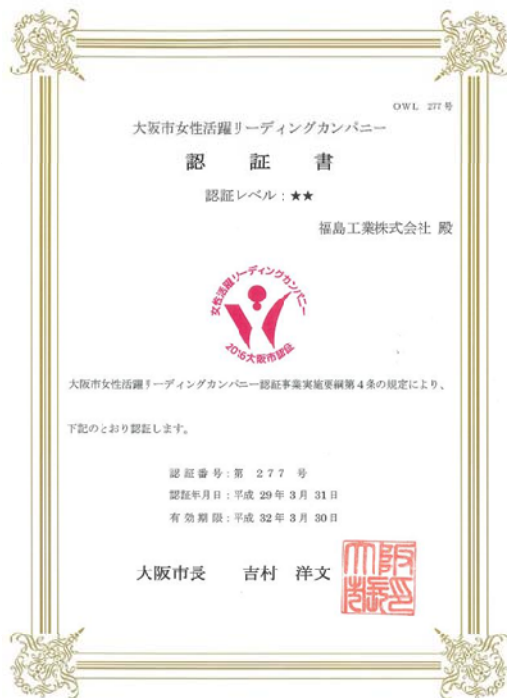 OWL 277号
大阪市女性活躍リーディングカンパニー
認証書
認証レベル：★★
福島工業株式会社 殿
女性活躍リーディングカンパニー
2016大阪市認証
大阪市女性活躍リーディングカンパニー認証事業実施要綱第4条の規定により、
下記のとおり認証します。
認証番号：第 277 号
認証年月日：平成 29年 3月 31日
有効期限：平成 32年 3月 30日
大阪市長 吉村 洋文